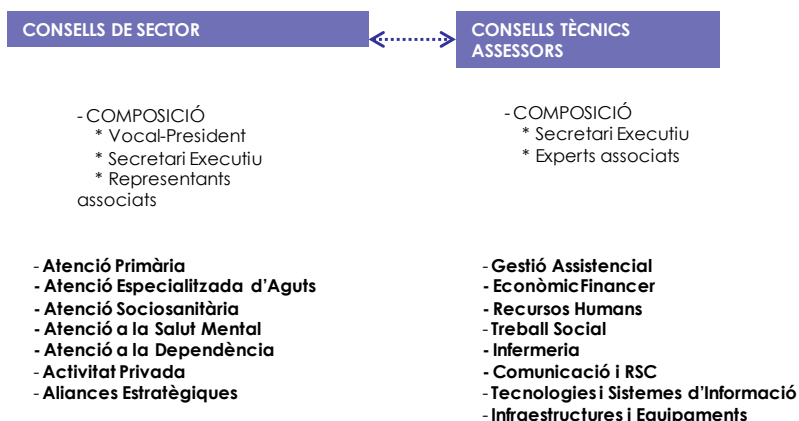 CONSELLS DE SECTOR
- COMPOSICIÓ
* Vocal-President
* Secretari Executiu
* Representants
associats
- Atenció Primària
- Atenció Especialitzada d'Aguts
- Atenció Sociosanitària
- Atenció a la Salut Mental
- Atenció a la Dependència
- Activitat Privada
- Aliances Estratègiques
CONSELLS TÈCNICS
ASSESSORS
- COMPOSICIÓ
* Secretari Executiu
* Experts associats
- Gestió Assistencial
- EconòmicFinancer
- Recursos Humans
- Treball Social
- Infermeria
- Comunicació i RSC
- Tecnologies i Sistemes d'Informació
- Infraestructures i Equipaments